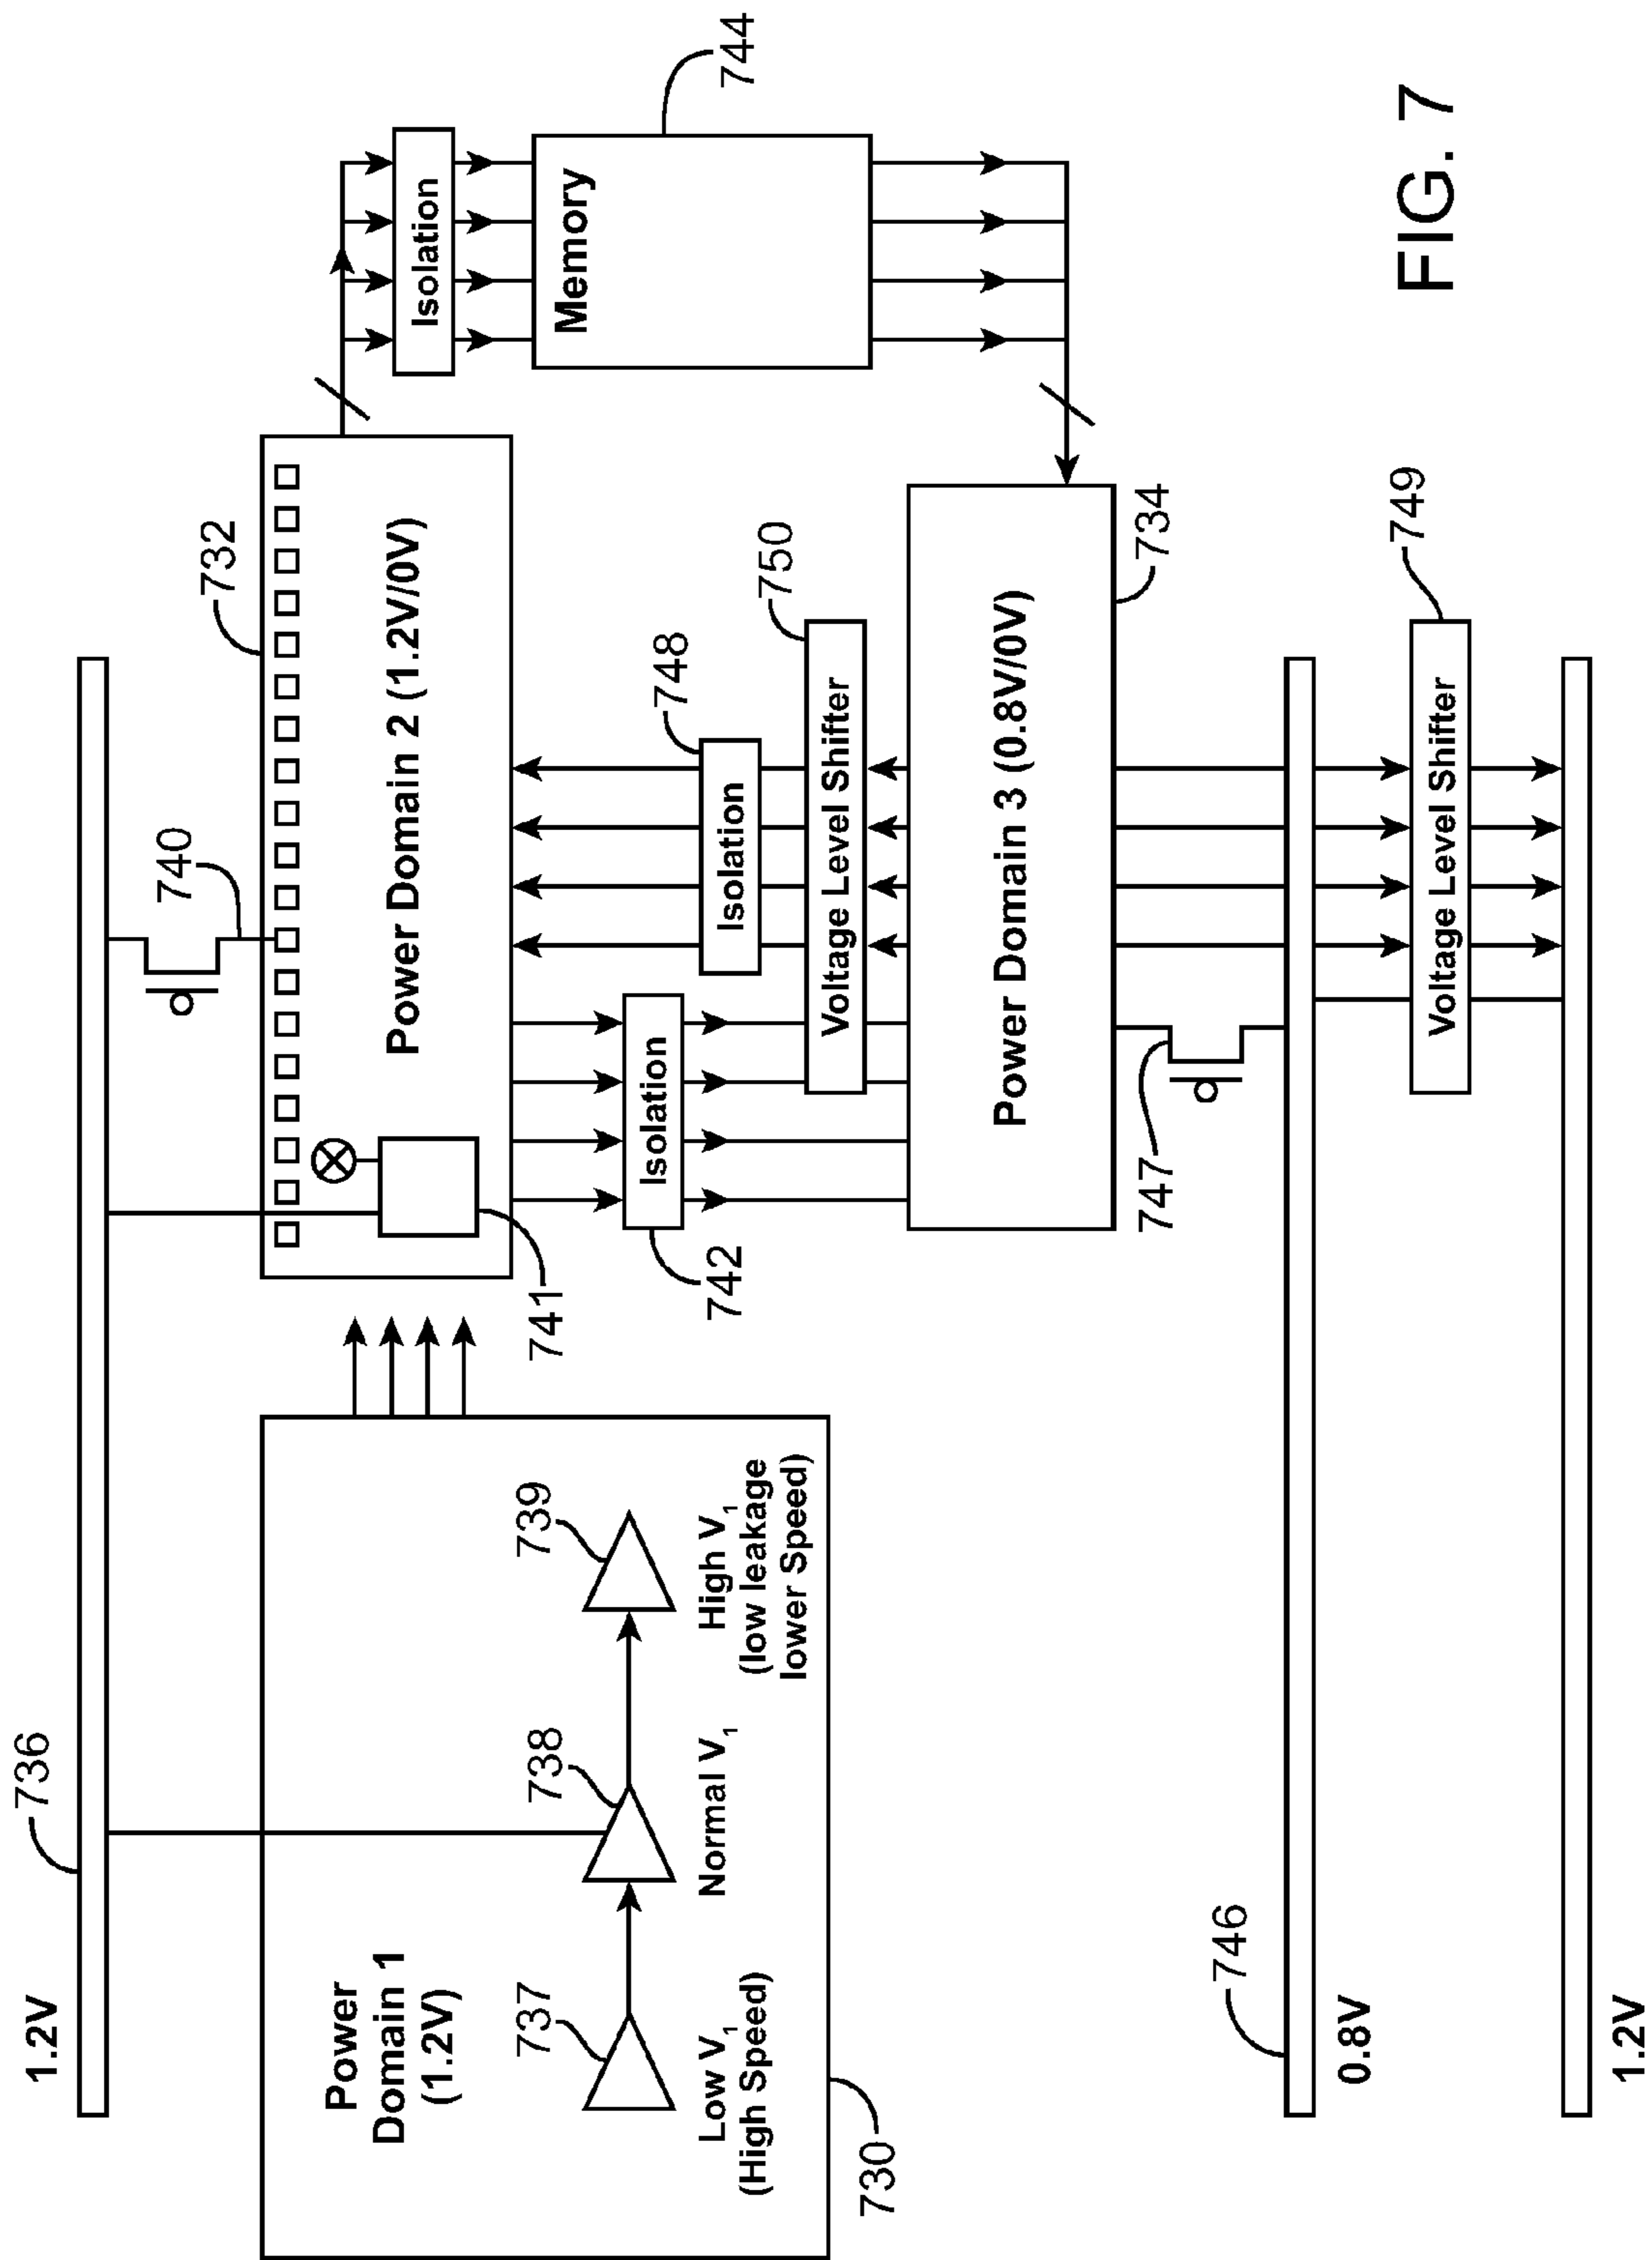 736
1.2V
Power
Domain 1
(1.2V)
737
738
739
Low V1
(High Speed)
Normal V1
High V1
(low leakage
lower Speed)
730
740
732
Power Domain 2 (1.2V/0V)
741
Isolation
742
Isolation
748
Voltage Level Shifter
750
Isolation
Memory
744
Power Domain 3 (0.8V/0V)
734
747
746
0.8V
Voltage Level Shifter
749
1.2V
FIG. 7